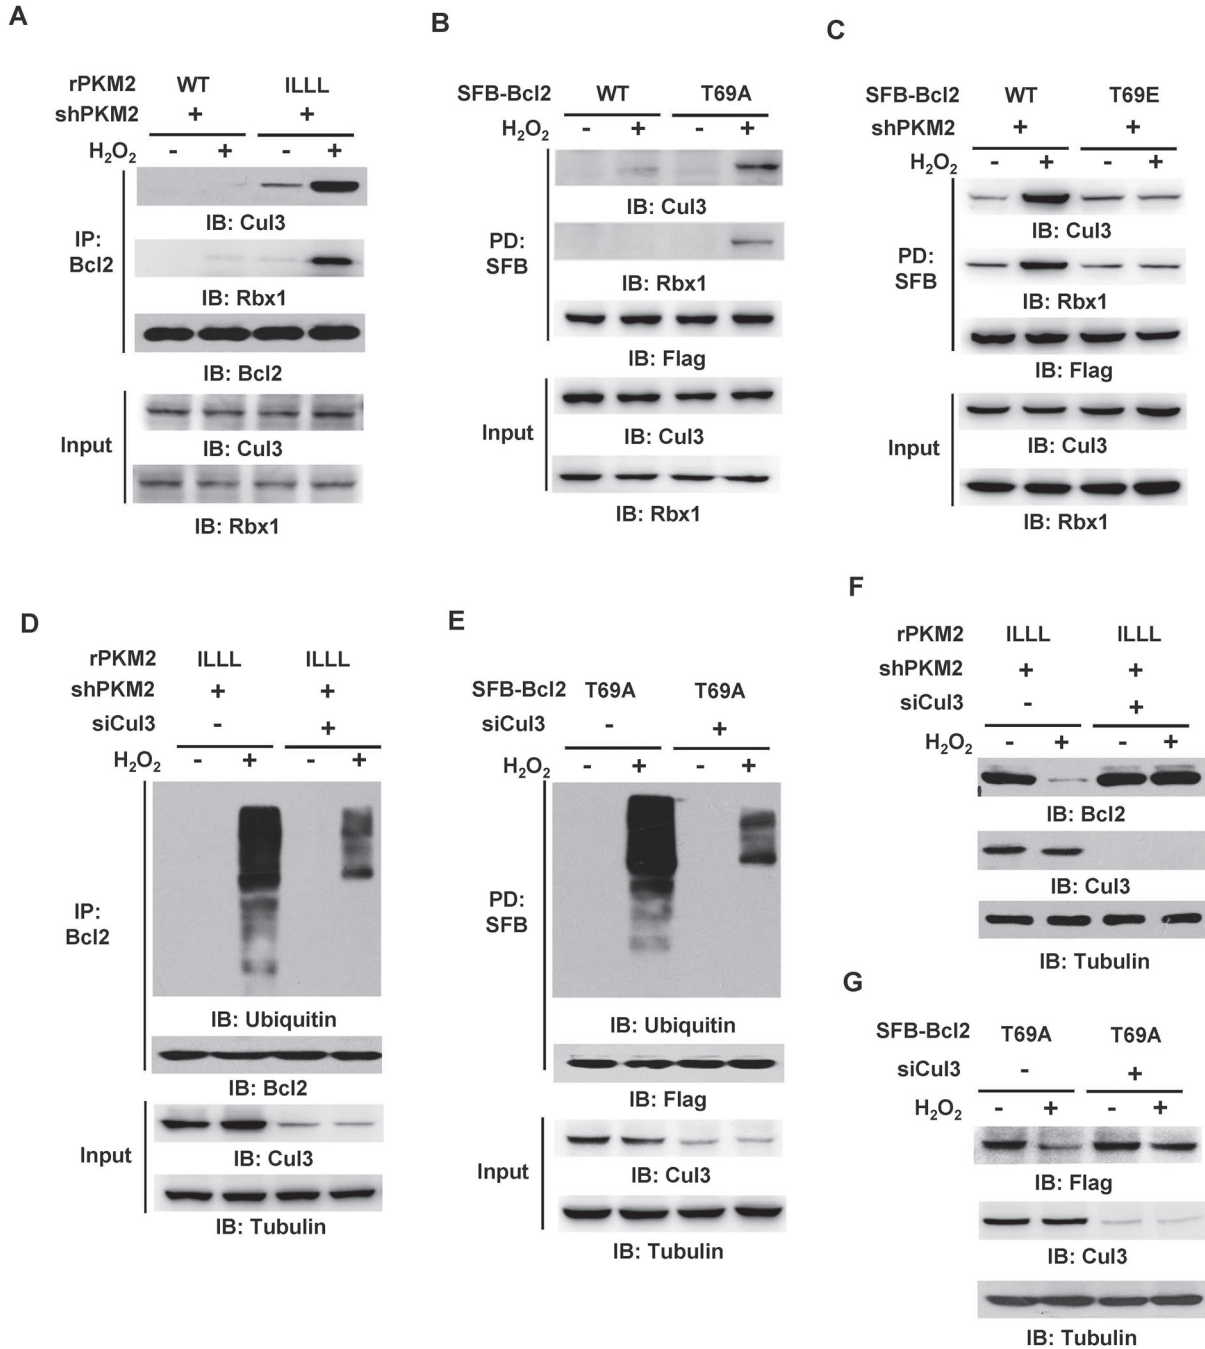 A
rPKM2 WT ILLL
shPKM2 + +
H₂O₂ - + - +
IP:
Bcl2
IB: Cul3
IB: Rbx1
IB: Bcl2
Input
IB: Cul3
IB: Rbx1
B
SFB-Bcl2 WT T69A
H₂O₂ - + - +
PD:
SFB
IB: Cul3
IB: Rbx1
IB: Flag
Input
IB: Cul3
IB: Rbx1
C
SFB-Bcl2 WT T69E
shPKM2 + +
H₂O₂ - + - +
PD:
SFB
IB: Cul3
IB: Rbx1
IB: Flag
Input
IB: Cul3
IB: Rbx1
D
rPKM2 ILLL ILLL
shPKM2 + +
siCul3 - +
H₂O₂ - + - +
IP:
Bcl2
IB: Ubiquitin
IB: Bcl2
Input
IB: Cul3
IB: Tubulin
E
SFB-Bcl2 T69A T69A
siCul3 - +
H₂O₂ - + - +
PD:
SFB
IB: Ubiquitin
IB: Flag
Input
IB: Cul3
IB: Tubulin
F
rPKM2 ILLL ILLL
shPKM2 + +
siCul3 - +
H₂O₂ - + - +
IB: Bcl2
IB: Cul3
IB: Tubulin
G
SFB-Bcl2 T69A T69A
siCul3 - +
H₂O₂ - + - +
IB: Flag
IB: Cul3
IB: Tubulin